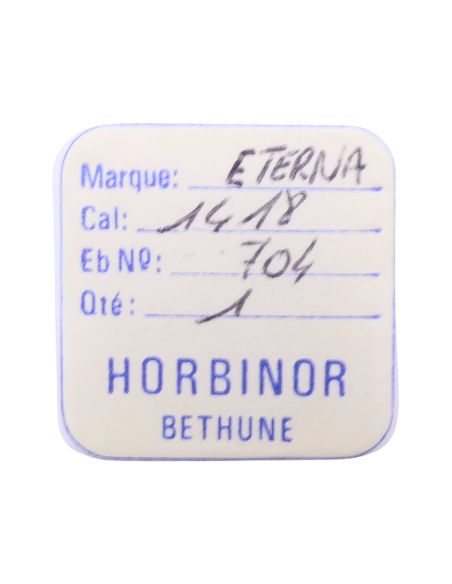 Marque: ETERNA
Cal: 1418
Eb Nº: 704
Qté: 1
HORBINOR
BETHUNE